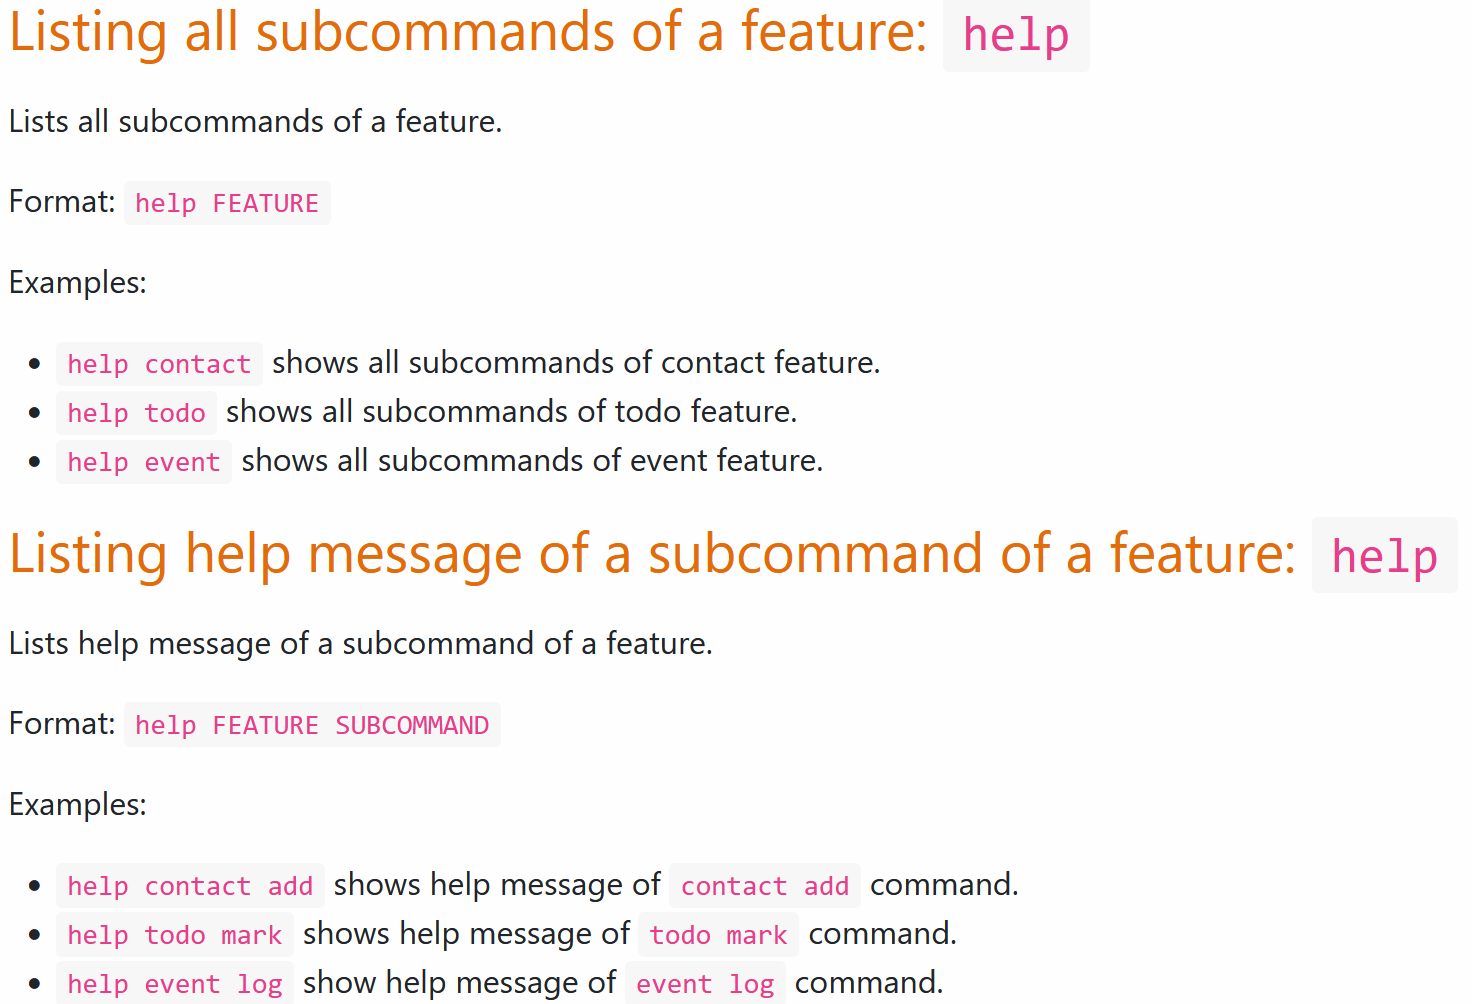 Listing all subcommands of a feature: help
Lists all subcommands of a feature.
Format: help FEATURE
Examples:
help contact shows all subcommands of contact feature.
help todo shows all subcommands of todo feature.
help event shows all subcommands of event feature.
Listing help message of a subcommand of a feature: help
Lists help message of a subcommand of a feature.
Format: help FEATURE SUBCOMMAND
Examples:
help contact add shows help message of contact add command.
help todo mark shows help message of todo mark command.
help event log show help message of event log command.